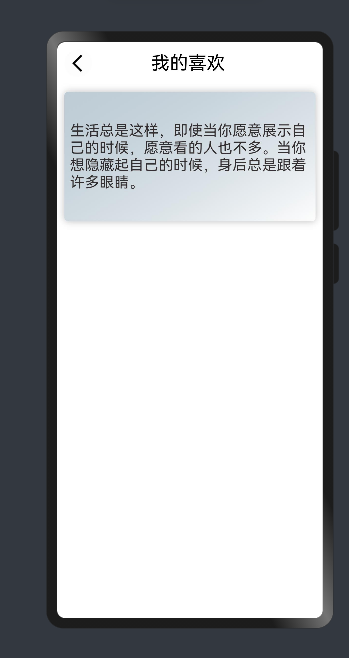 我的喜欢
生活总是这样，即使当你愿意展示自
己的时候，愿意看的人也不多。当你
想隐藏起自己的时候，身后总是跟着
许多眼睛。